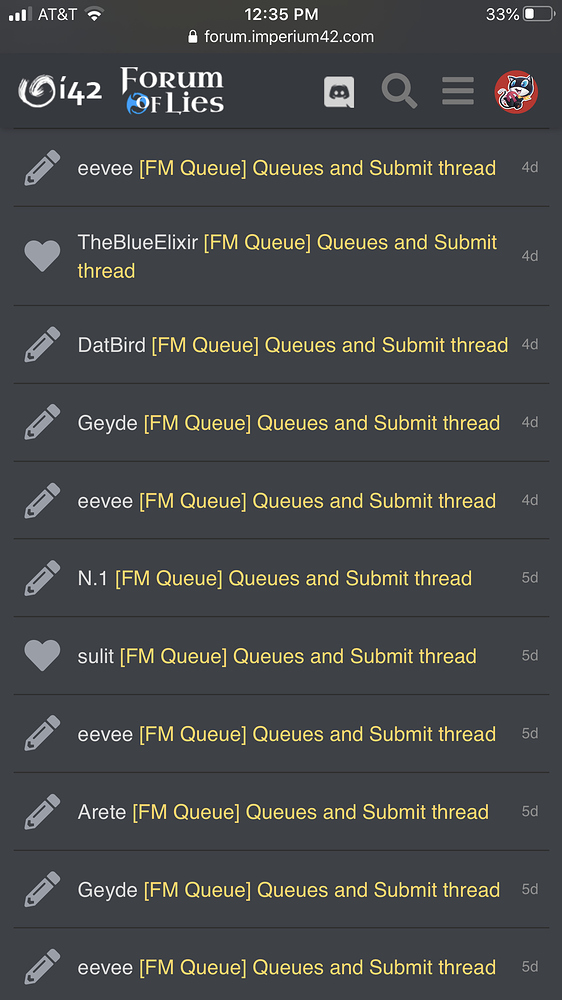 AT&T 12:35 PM 33%
forum.imperium42.com
i42 FORUM OF LIES
eevee [FM Queue] Queues and Submit thread 4d
TheBlueElixir [FM Queue] Queues and Submit
thread 4d
DatBird [FM Queue] Queues and Submit thread 4d
Geyde [FM Queue] Queues and Submit thread 4d
eevee [FM Queue] Queues and Submit thread 4d
N.1 [FM Queue] Queues and Submit thread 5d
sulit [FM Queue] Queues and Submit thread 5d
eevee [FM Queue] Queues and Submit thread 5d
Arete [FM Queue] Queues and Submit thread 5d
Geyde [FM Queue] Queues and Submit thread 5d
eevee [FM Queue] Queues and Submit thread 5d